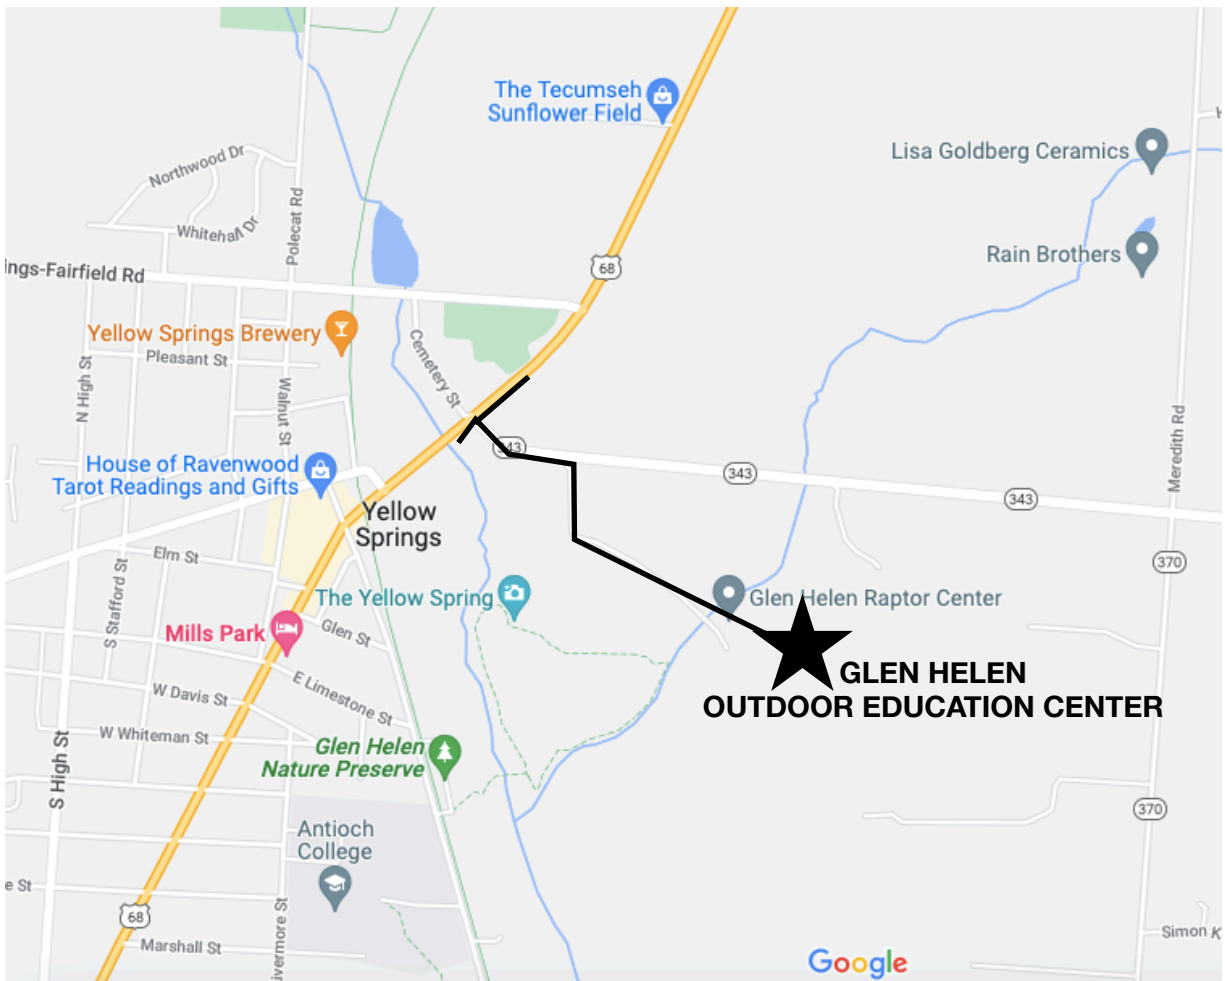 The Tecumseh
Sunflower Field
Lisa Goldberg Ceramics
Northwood Dr
Whitehall Dr
Polecat Rd
68
Rain Brothers
ings-Fairfield Rd
Yellow Springs Brewery
Pleasant St
Cemetery St
N High St
Walnut St
Meredith Rd
343
343
343
House of Ravenwood
Tarot Readings and Gifts
Yellow
Springs
370
Elm St
S Stafford St
The Yellow Spring
Glen Helen Raptor Center
Mills Park
Glen St
GLEN HELEN
OUTDOOR EDUCATION CENTER
E Limestone St
W Davis St
W Whiteman St
Glen Helen
Nature Preserve
S High St
370
Antioch
College
e St
68
Marshall St
ivermore St
Simon K
Google